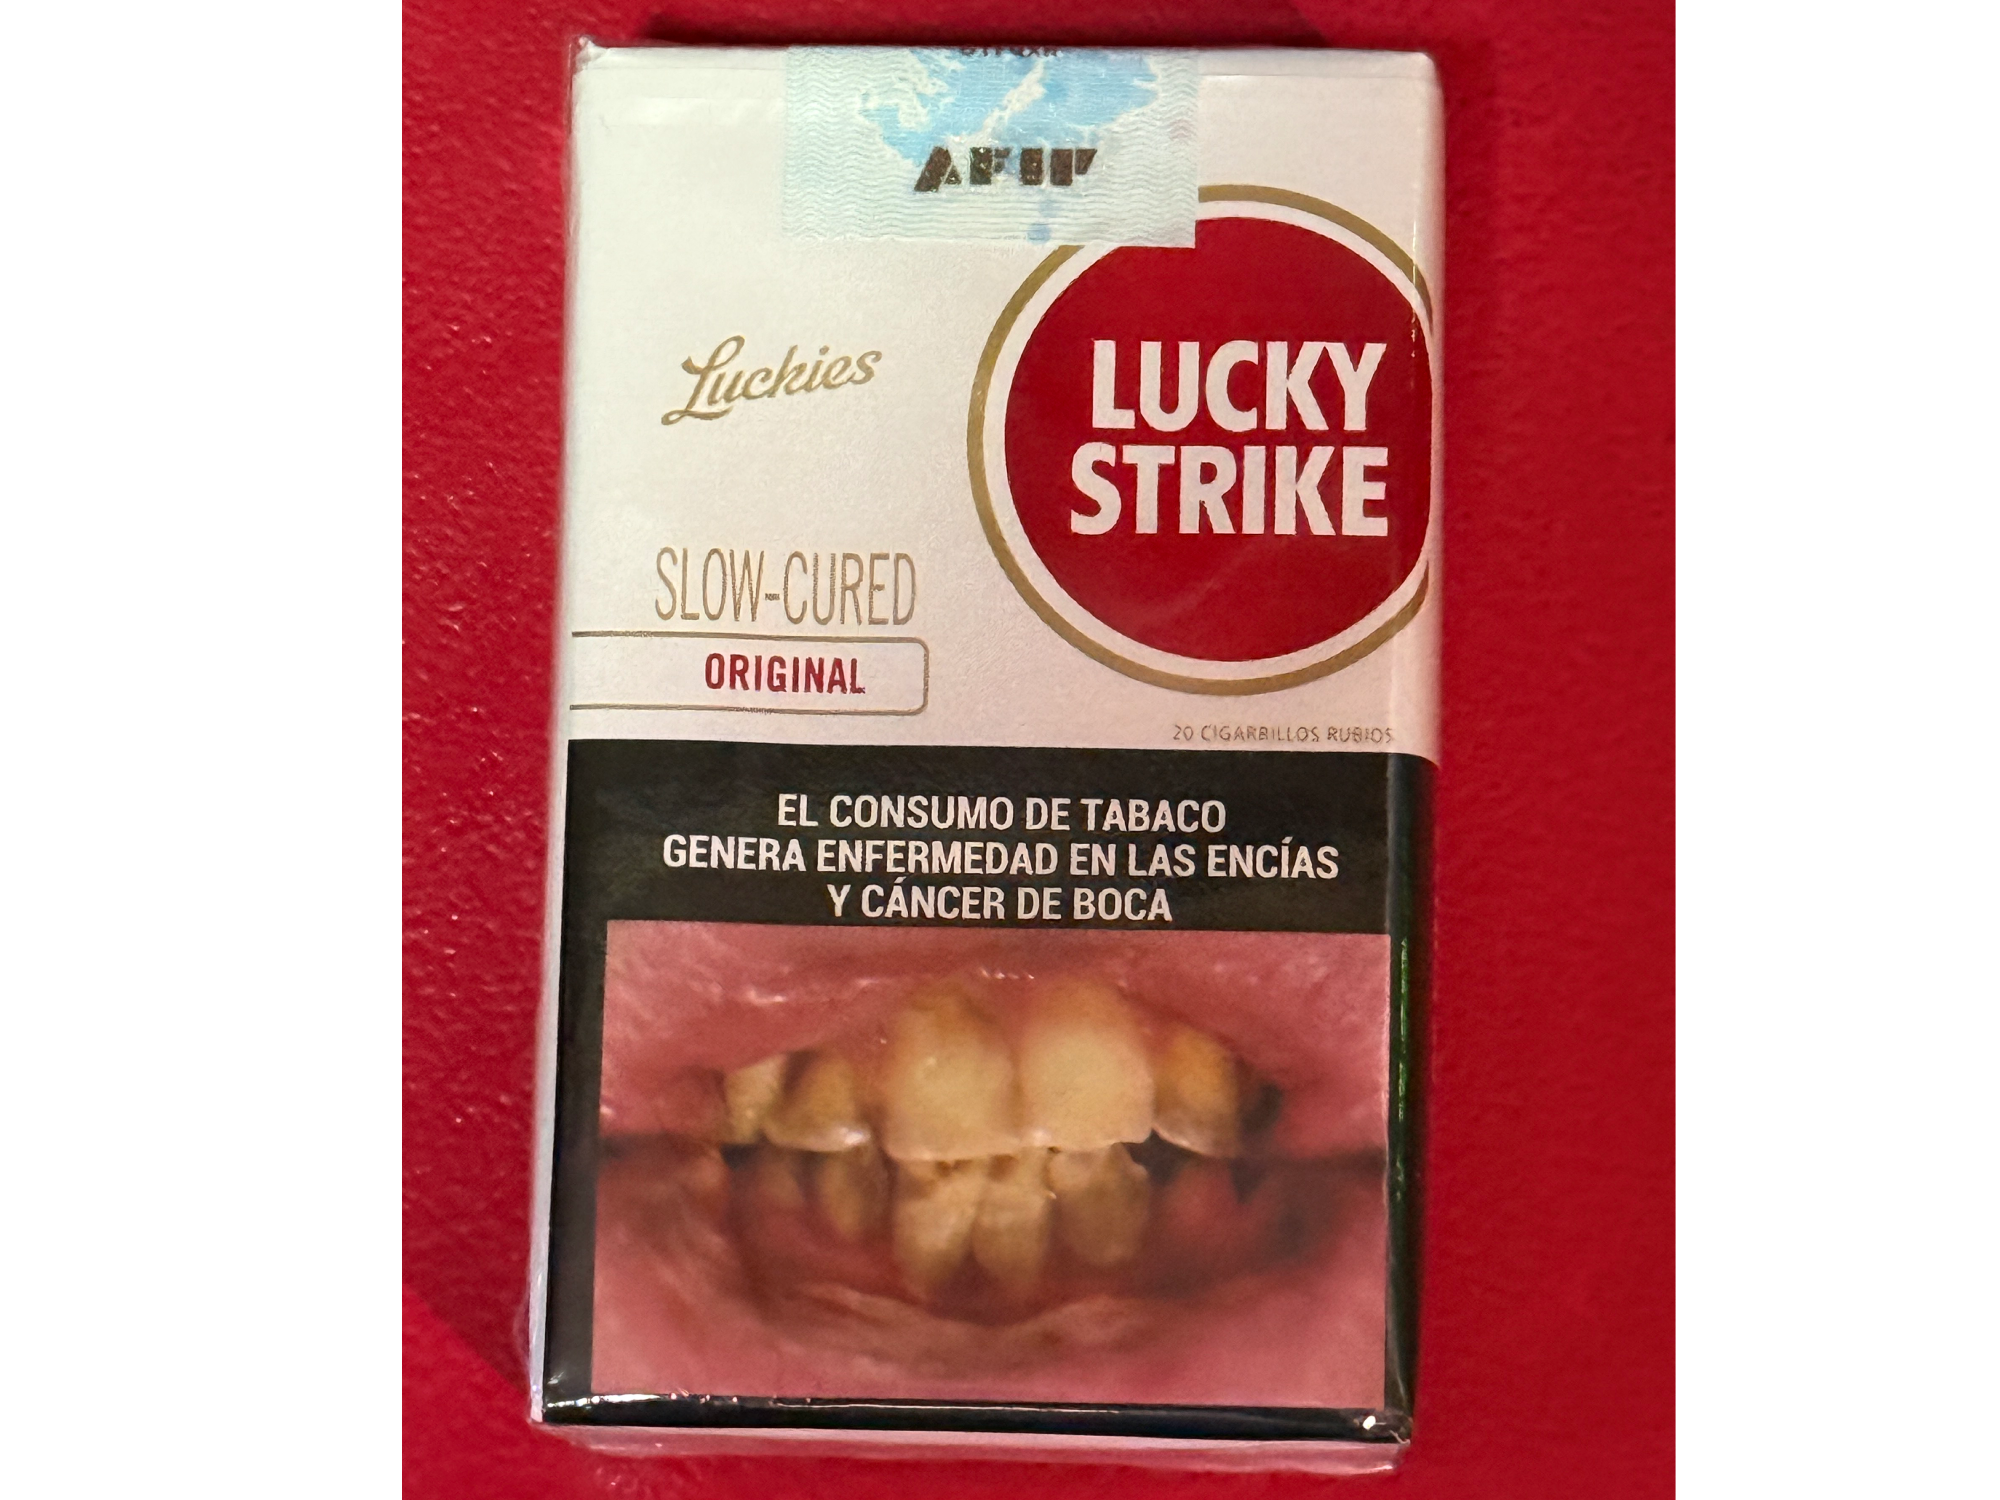 AFIP
Luckies
LUCKY
STRIKE
SLOW-CURED
ORIGINAL
20 CIGARRILLOS RUBIOS
EL CONSUMO DE TABACO
GENERA ENFERMEDAD EN LAS ENCÍAS
Y CÁNCER DE BOCA